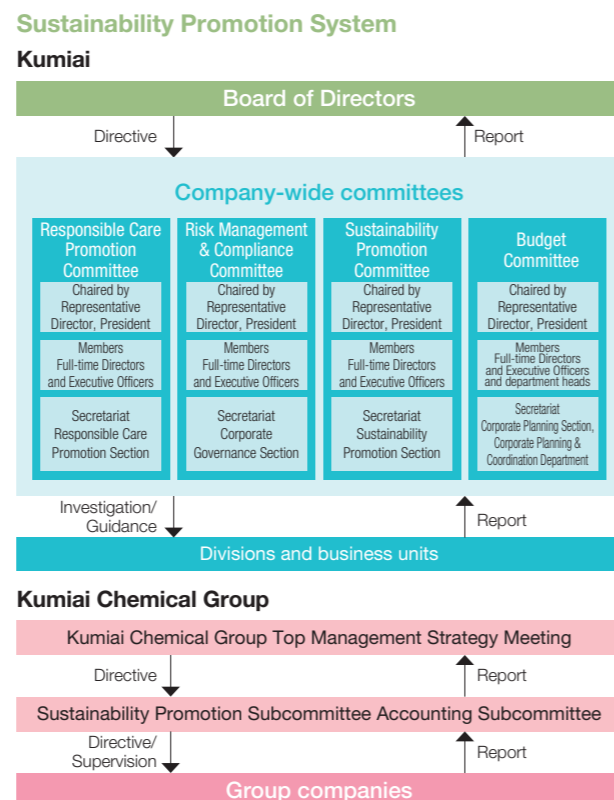 Sustainability Promotion System
Kumiai
Board of Directors
Directive
Report
Company-wide committees
Responsible Care
Promotion
Committee
Chaired by
Representative
Director, President
Members
Full-time Directors
and Executive Officers
Secretariat
Responsible Care
Promotion Section
Risk Management
& Compliance
Committee
Chaired by
Representative
Director, President
Members
Full-time Directors
and Executive Officers
Secretariat
Corporate
Governance Section
Sustainability
Promotion
Committee
Chaired by
Representative
Director, President
Members
Full-time Directors
and Executive Officers
Secretariat
Sustainability
Promotion Section
Budget
Committee
Chaired by
Representative
Director, President
Members
Full-time Directors
and Executive Officers
and department heads
Secretariat
Corporate Planning Section,
Corporate Planning &
Coordination Department
Investigation/
Guidance
Report
Divisions and business units
Kumiai Chemical Group
Kumiai Chemical Group Top Management Strategy Meeting
Directive
Report
Sustainability Promotion Subcommittee Accounting Subcommittee
Directive/
Supervision
Report
Group companies